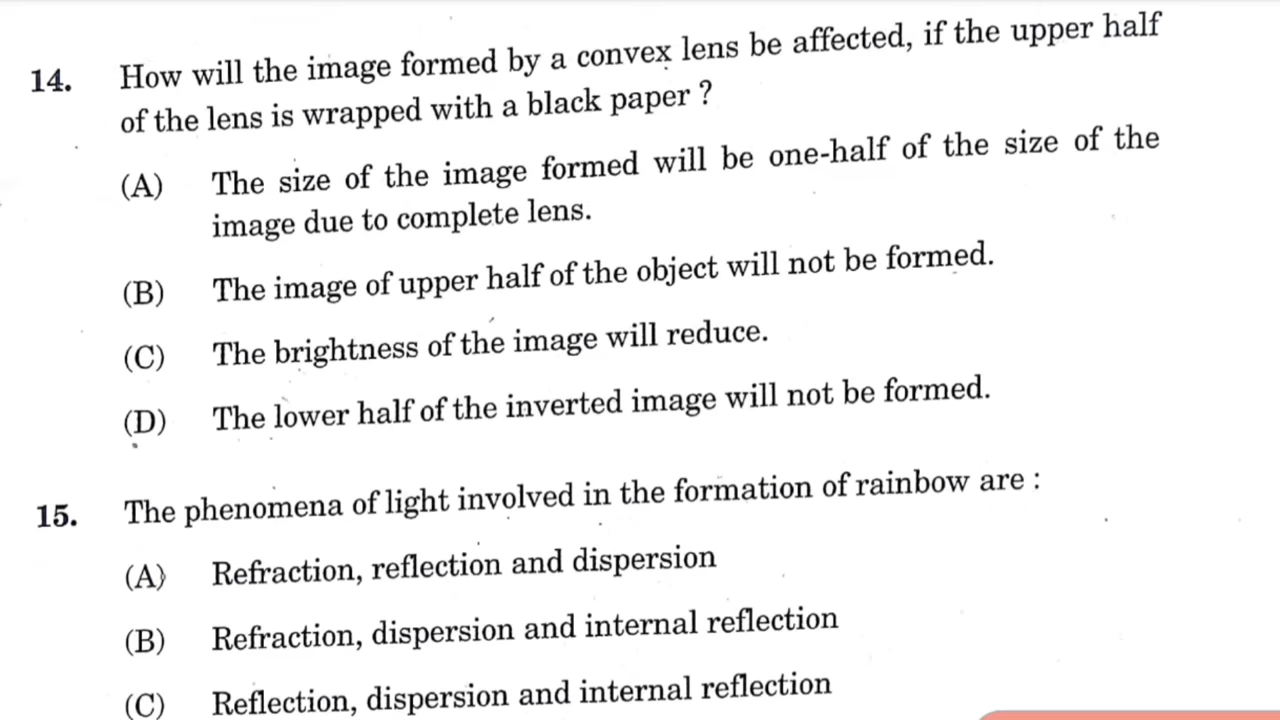 14. How will the image formed by a convex lens be affected, if the upper half
of the lens is wrapped with a black paper ?
(A) The size of the image formed will be one-half of the size of the
image due to complete lens.
(B) The image of upper half of the object will not be formed.
(C) The brightness of the image will reduce.
(D) The lower half of the inverted image will not be formed.
15. The phenomena of light involved in the formation of rainbow are :
(A) Refraction, reflection and dispersion
(B) Refraction, dispersion and internal reflection
(C) Reflection, dispersion and internal reflection